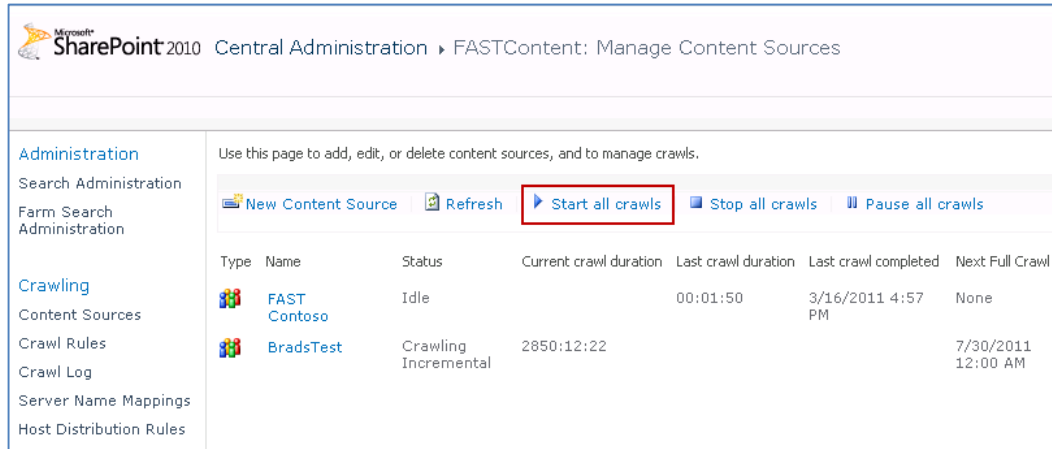 Microsoft®
SharePoint 2010 Central Administration ▸ FASTContent: Manage Content Sources
Administration
Search Administration
Farm Search
Administration
Crawling
Content Sources
Crawl Rules
Crawl Log
Server Name Mappings
Host Distribution Rules
Use this page to add, edit, or delete content sources, and to manage crawls.
New Content Source Refresh Start all crawls Stop all crawls Pause all crawls
Type Name Status Current crawl duration Last crawl duration Last crawl completed Next Full Crawl
FAST Idle 00:01:50 3/16/2011 4:57 None
Contoso PM
BradsTest Crawling 2850:12:22 7/30/2011
Incremental 12:00 AM